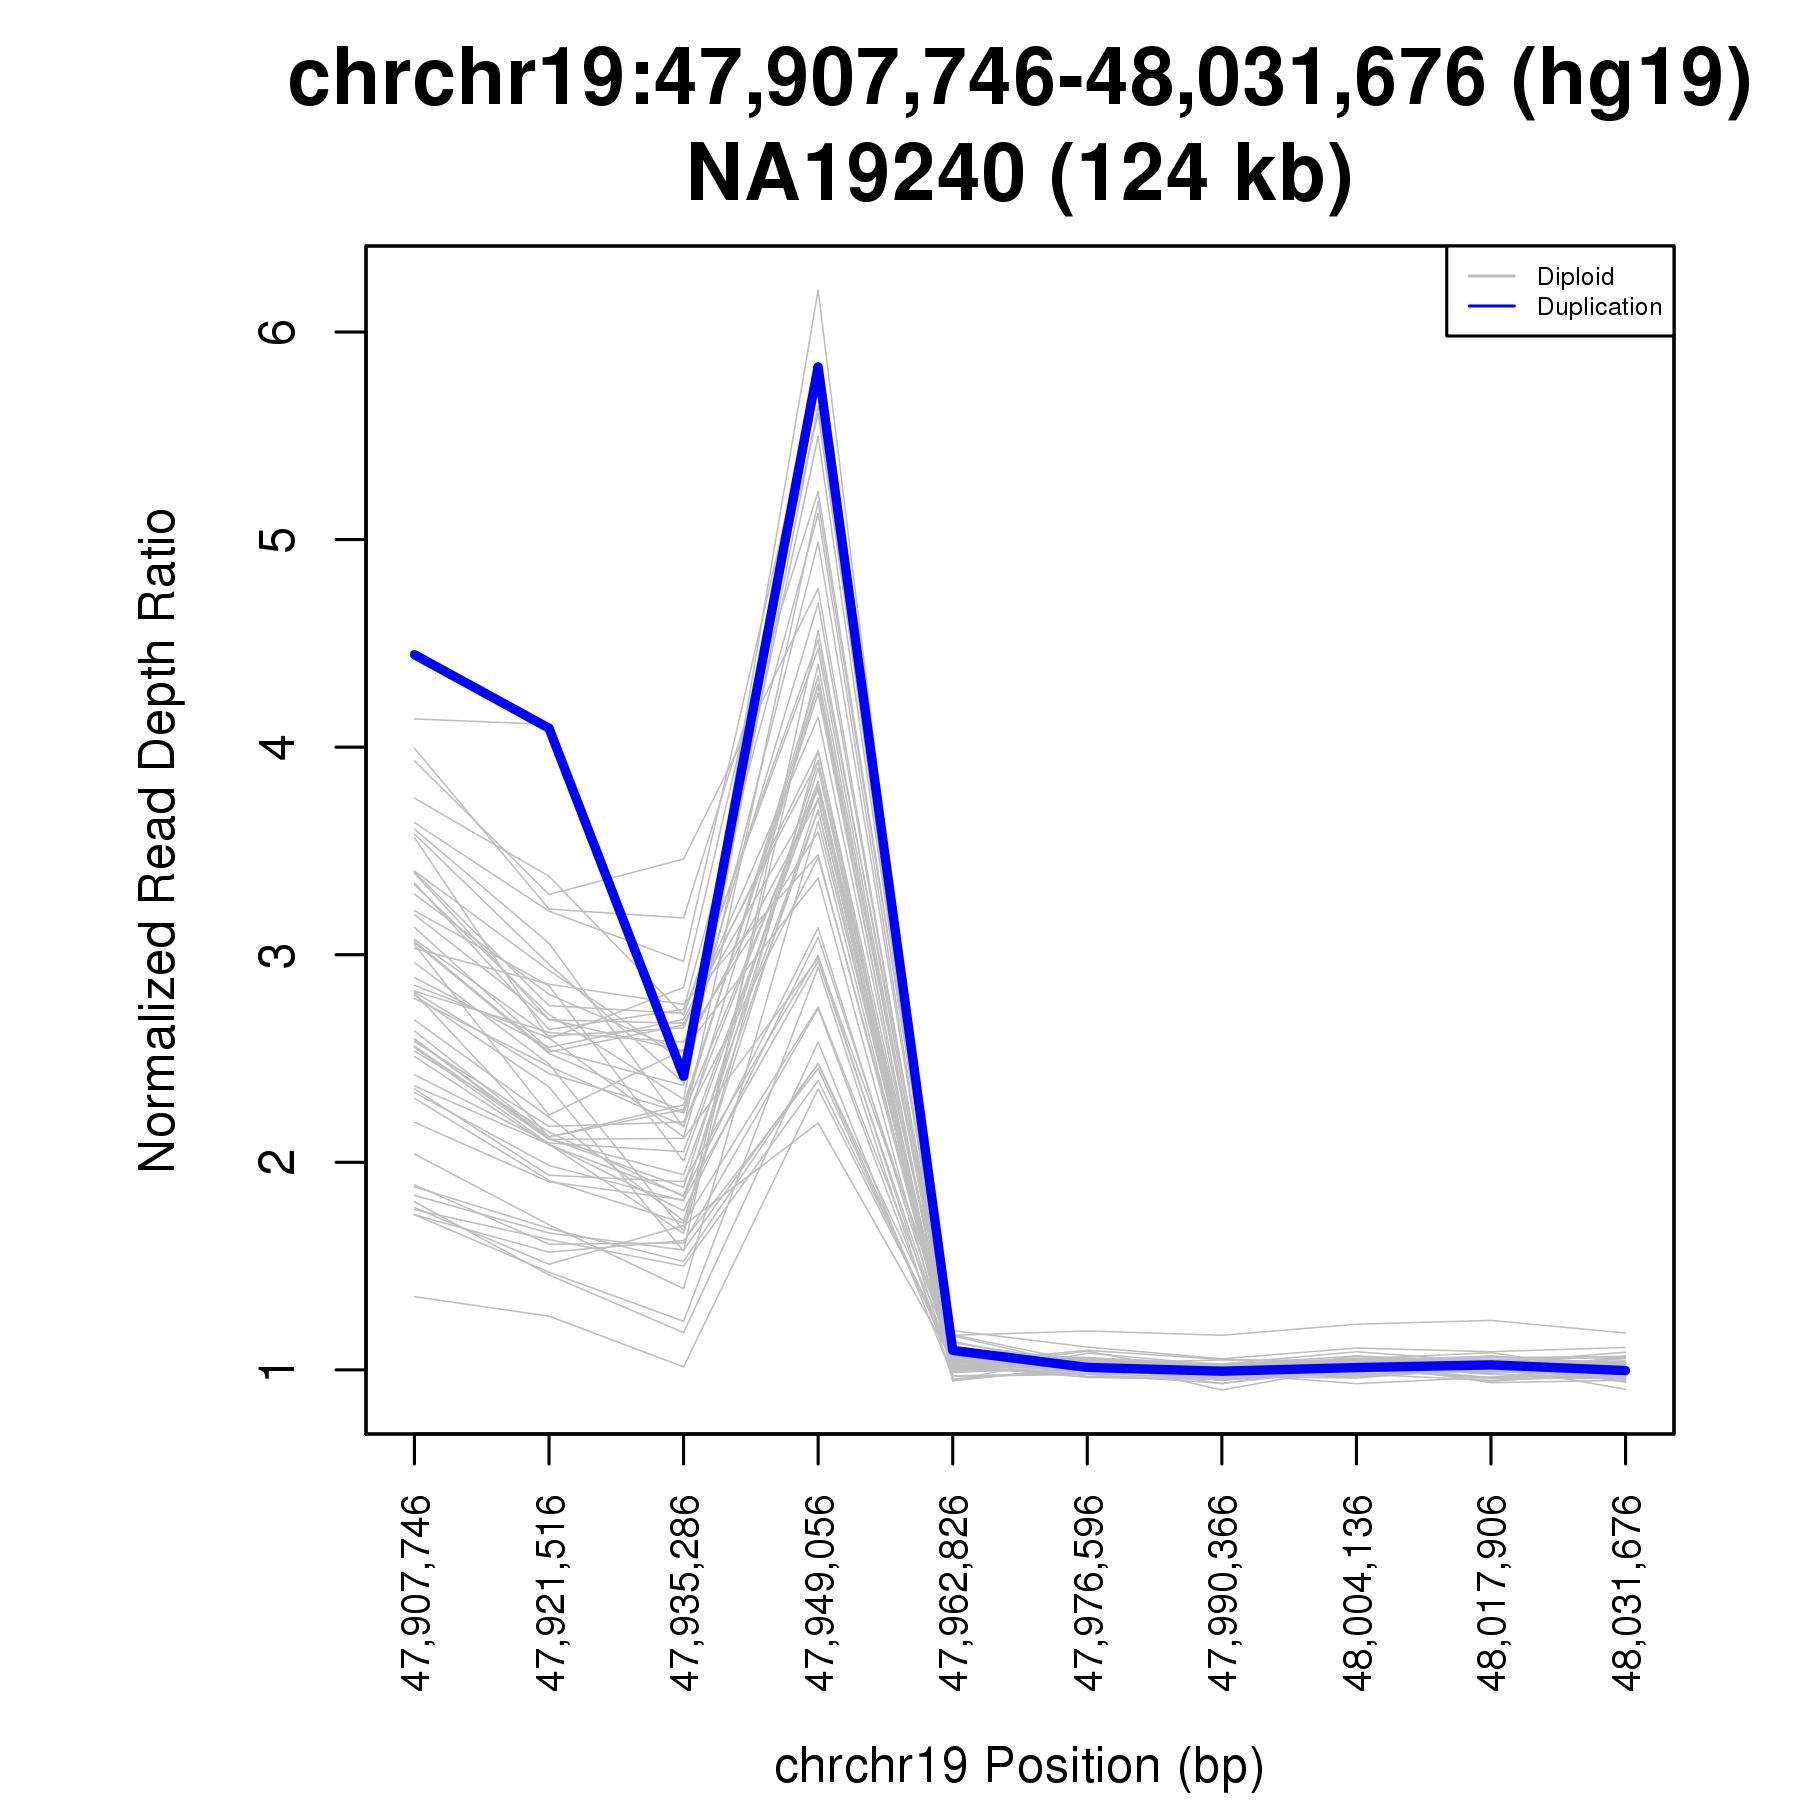 chrchr19:47,907,746-48,031,676 (hg19)
NA19240 (124 kb)
Diploid
Duplication
Normalized Read Depth Ratio
6
5
4
3
2
1
47,907,746
47,921,516
47,935,286
47,949,056
47,962,826
47,976,596
47,990,366
48,004,136
48,017,906
48,031,676
chrchr19 Position (bp)